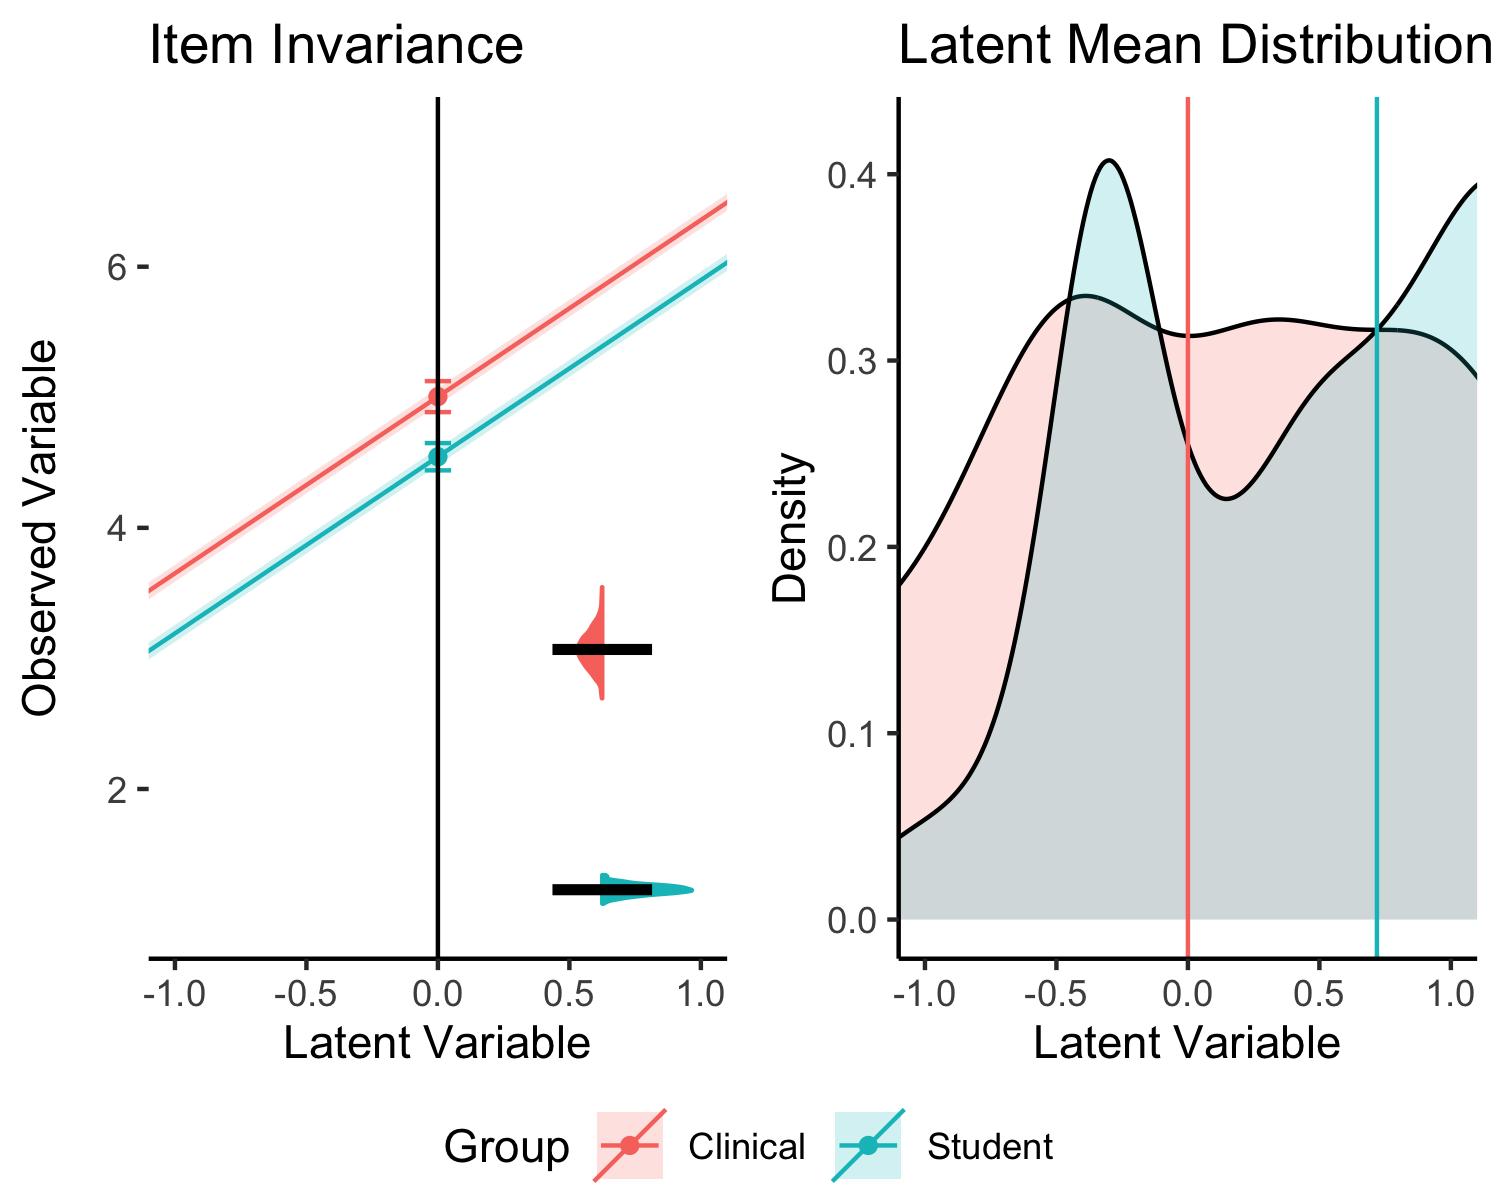 Item Invariance
Observed Variable
6
4
2
-1.0 -0.5 0.0 0.5 1.0
Latent Variable
Latent Mean Distribution
Density
0.4
0.3
0.2
0.1
0.0
-1.0 -0.5 0.0 0.5 1.0
Latent Variable
Group Clinical Student